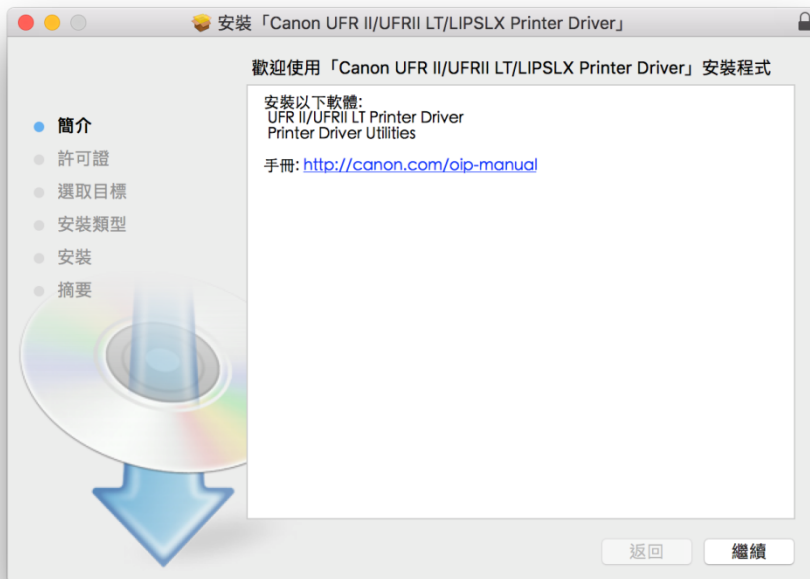 安裝「Canon UFR II/UFRII LT/LIPSLX Printer Driver」
歡迎使用「Canon UFR II/UFRII LT/LIPSLX Printer Driver」安裝程式
簡介
許可證
選取目標
安裝類型
安裝
摘要
安裝以下軟體:
UFR II/UFRII LT Printer Driver
Printer Driver Utilities
手冊: http://canon.com/oip-manual
返回
繼續